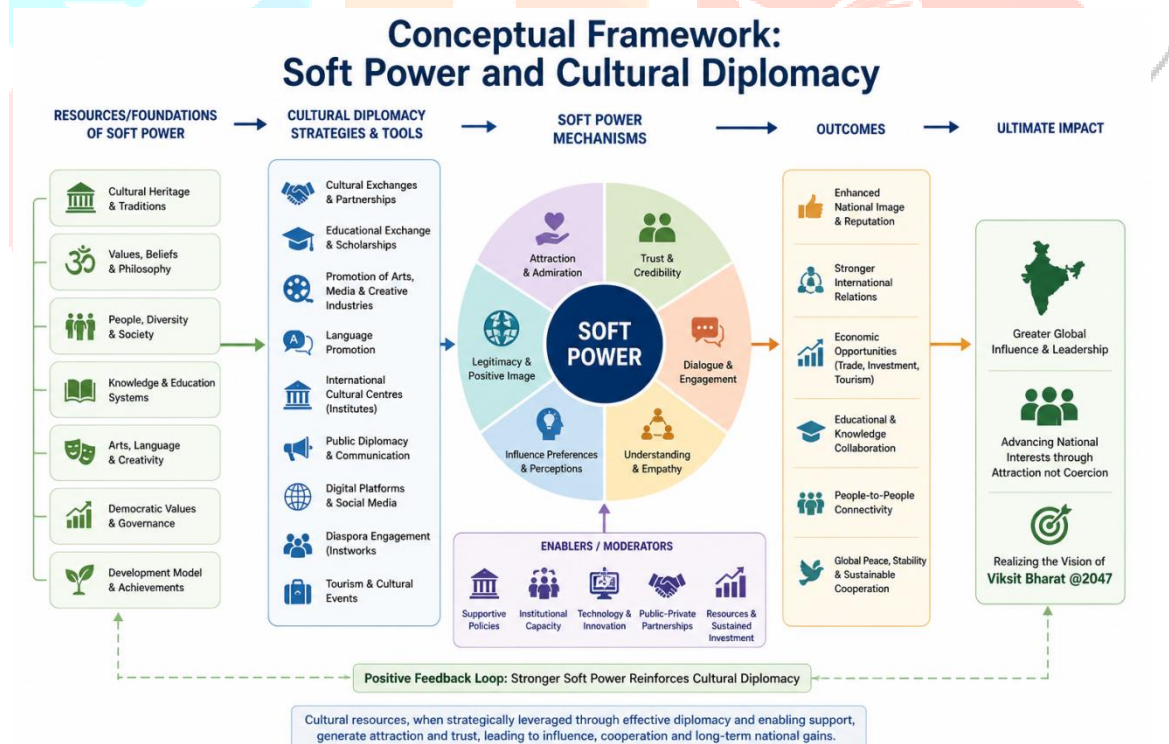 Conceptual Framework:
Soft Power and Cultural Diplomacy
RESOURCES/FOUNDATIONS
OF SOFT POWER
CULTURAL DIPLOMACY
STRATEGIES & TOOLS
SOFT POWER
MECHANISMS
OUTCOMES
ULTIMATE IMPACT
Cultural Heritage
& Traditions
Values, Beliefs
& Philosophy
People, Diversity
& Society
Knowledge & Education
Systems
Arts, Language
& Creativity
Democratic Values
& Governance
Development Model
& Achievements
Cultural Exchanges
& Partnerships
Educational Exchange
& Scholarships
Promotion of Arts,
Media & Creative
Industries
A
Language
Promotion
International
Cultural Centres
(Institutes)
Public Diplomacy
& Communication
Digital Platforms
& Social Media
Diaspora Engagement
(Instworks
Tourism & Cultural
Events
Attraction
& Admiration
Trust &
Credibility
Legitimacy &
Positive Image
SOFT
POWER
Dialogue &
Engagement
Influence Preferences
& Perceptions
Understanding
& Empathy
ENABLERS / MODERATORS
Supportive
Policies
Institutional
Capacity
Technology &
Innovation
Public-Private
Partnerships
Resources &
Sustained
Investment
Enhanced
National Image
& Reputation
Stronger
International
Relations
Economic
Opportunities
(Trade, Investment,
Tourism)
Educational &
Knowledge
Collaboration
People-to-People
Connectivity
Global Peace, Stability
& Sustainable
Cooperation
Greater Global
Influence & Leadership
Advancing National
Interests through
Attraction not Coercion
Realizing the Vision of
Viksit Bharat @2047
Positive Feedback Loop: Stronger Soft Power Reinforces Cultural Diplomacy
Cultural resources, when strategically leveraged through effective diplomacy and enabling support,
generate attraction and trust, leading to influence, cooperation and long-term national gains.